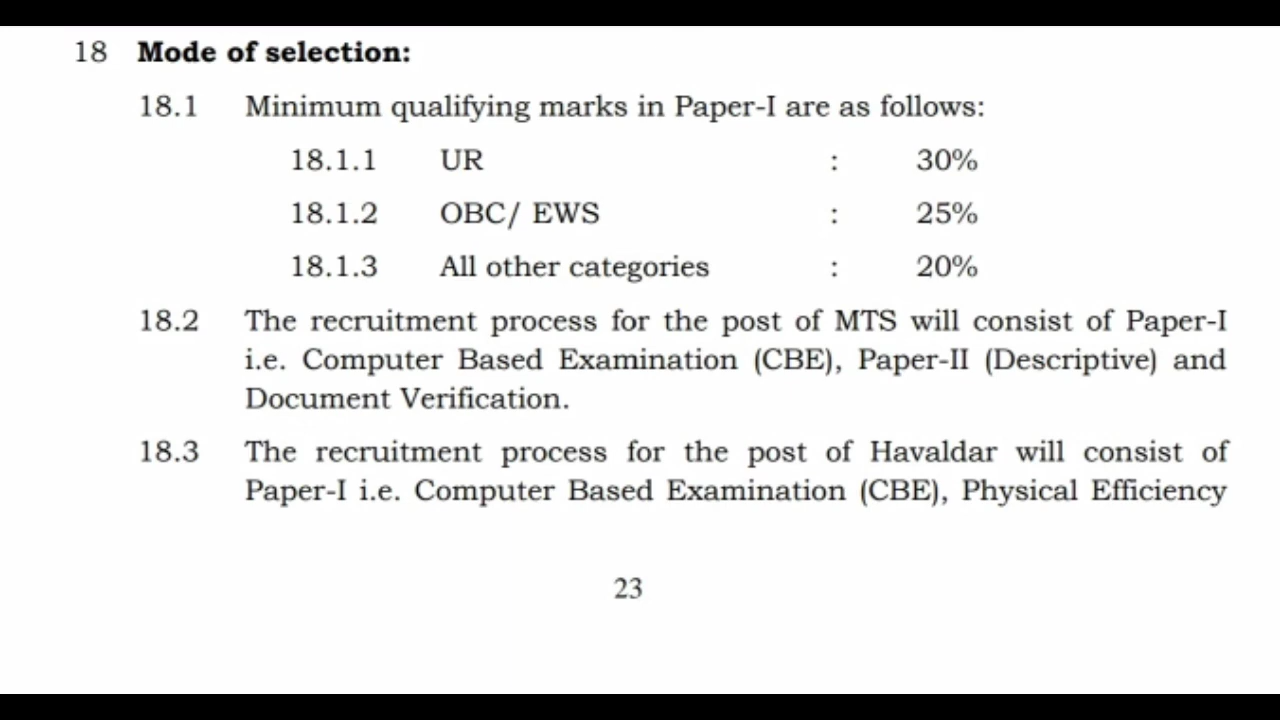 18 Mode of selection:
18.1 Minimum qualifying marks in Paper-I are as follows:
18.1.1 UR : 30%
18.1.2 OBC/ EWS : 25%
18.1.3 All other categories : 20%
18.2 The recruitment process for the post of MTS will consist of Paper-I
i.e. Computer Based Examination (CBE), Paper-II (Descriptive) and
Document Verification.
18.3 The recruitment process for the post of Havaldar will consist of
Paper-I i.e. Computer Based Examination (CBE), Physical Efficiency
23